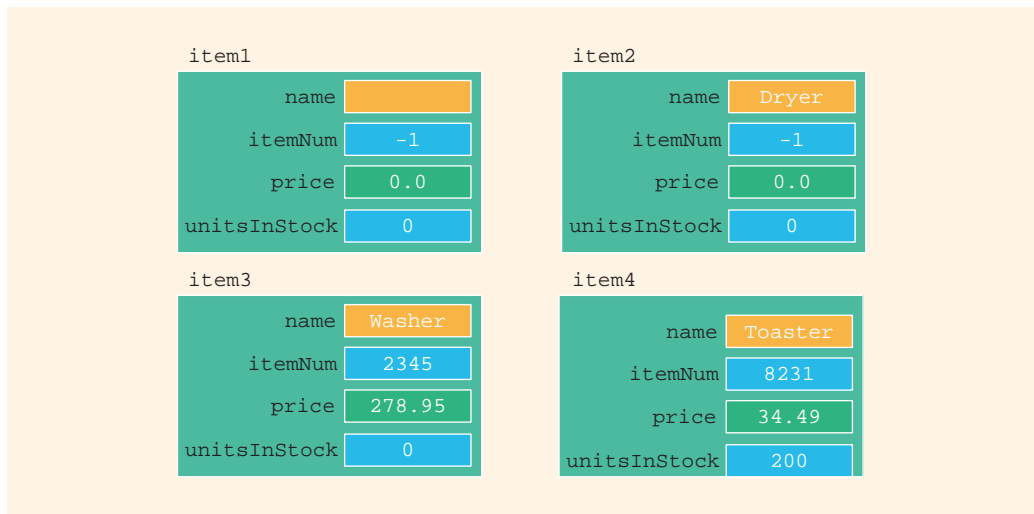 item1
name
itemNum -1
price 0.0
unitsInStock 0
item2
name Dryer
itemNum -1
price 0.0
unitsInStock 0
item3
name Washer
itemNum 2345
price 278.95
unitsInStock 0
item4
name Toaster
itemNum 8231
price 34.49
unitsInStock 200